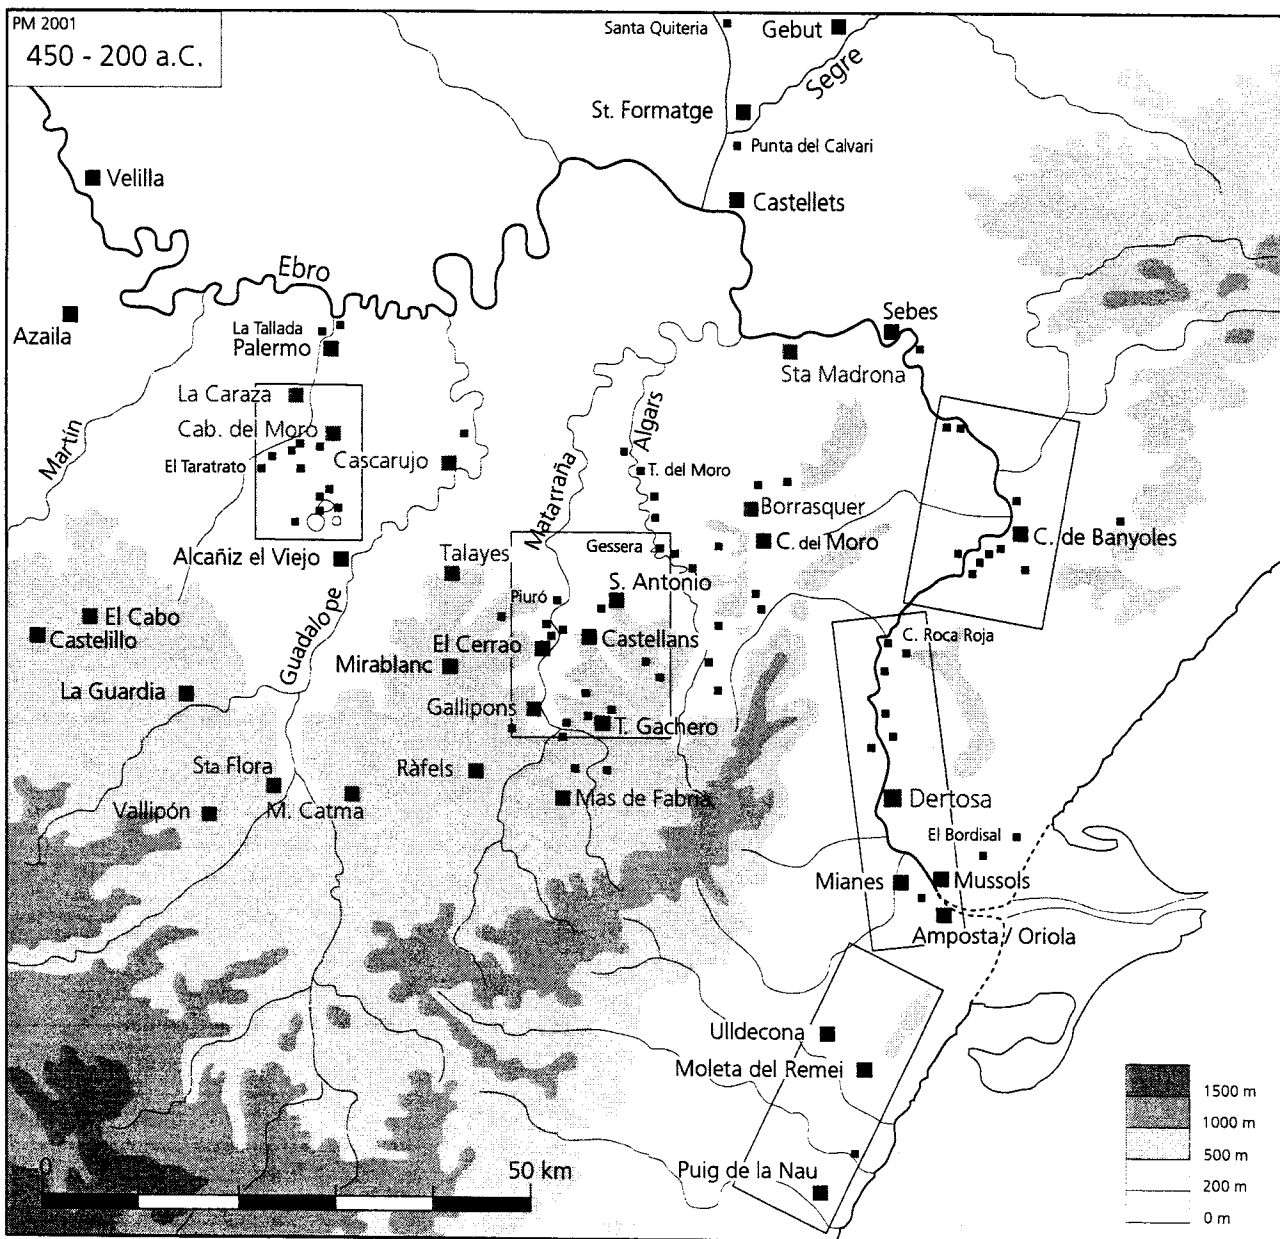 PM 2001
450 - 200 a.C.
Santa Quiteria
Gebut
Segre
St. Formatge
Punta del Calvari
Velilla
Castellets
Ebro
Azaila
La Tallada
Palermo
Sebes
Sta Madrona
La Caraza
Cab. del Moro
Martín
El Taratrato
Cascarujo
Matarraña
Algars
T. del Moro
Borrasquer
C. del Moro
C. de Banyoles
Alcañiz el Viejo
Talayes
Gessera
S. Antonio
Piuró
El Cabo
Castelillo
Guadalope
El Cerrao
Castellans
C. Roca Roja
Mirablanc
La Guardia
Gallipons
T. Gachero
Sta Flora
Ràfels
Vallipón
M. Catma
Mas de Fabria
Dertosa
El Bordisal
Mianes
Mussols
Amposta / Oriola
Ulldecona
Moleta del Remei
Puig de la Nau
0
50 km
1500 m
1000 m
500 m
200 m
0 m